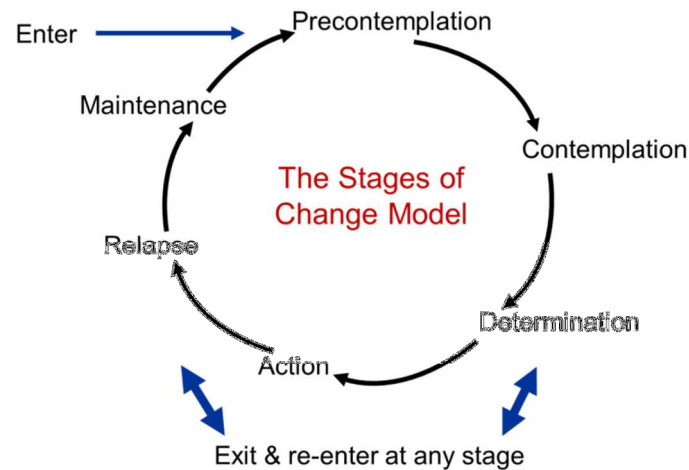 Enter
Precontemplation
Maintenance
Contemplation
The Stages of
Change Model
Relapse
Determination
Action
Exit & re-enter at any stage